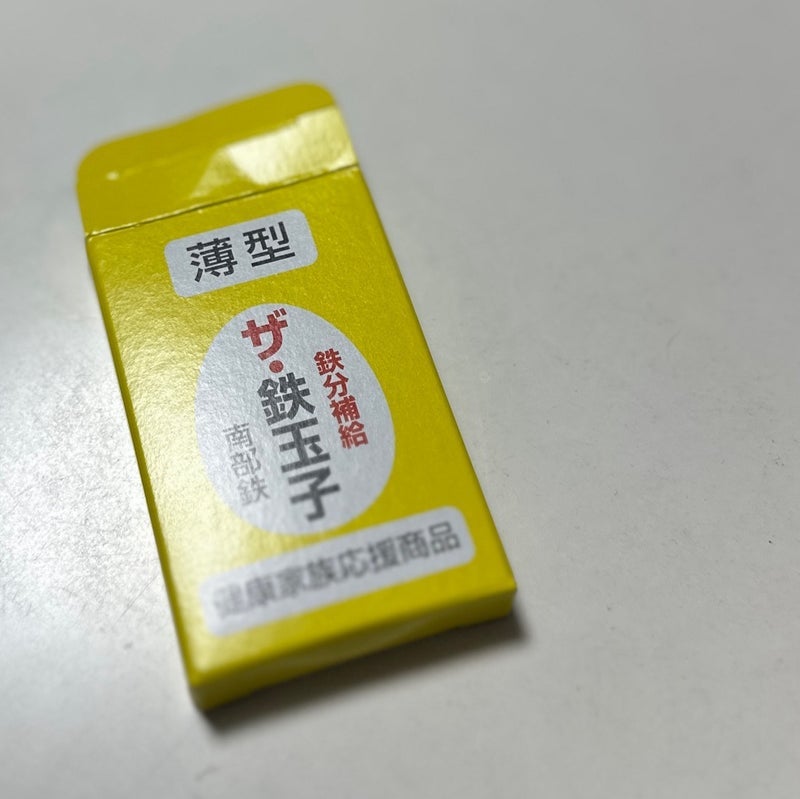 薄型
鉄分補給
ザ・鉄玉子
南部鉄
健康家族応援商品